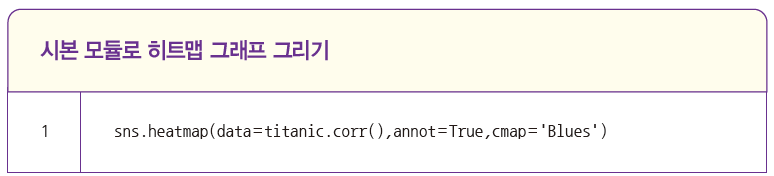 시본 모듈로 히트맵 그래프 그리기
1 sns.heatmap(data=titanic.corr(),annot=True,cmap='Blues')